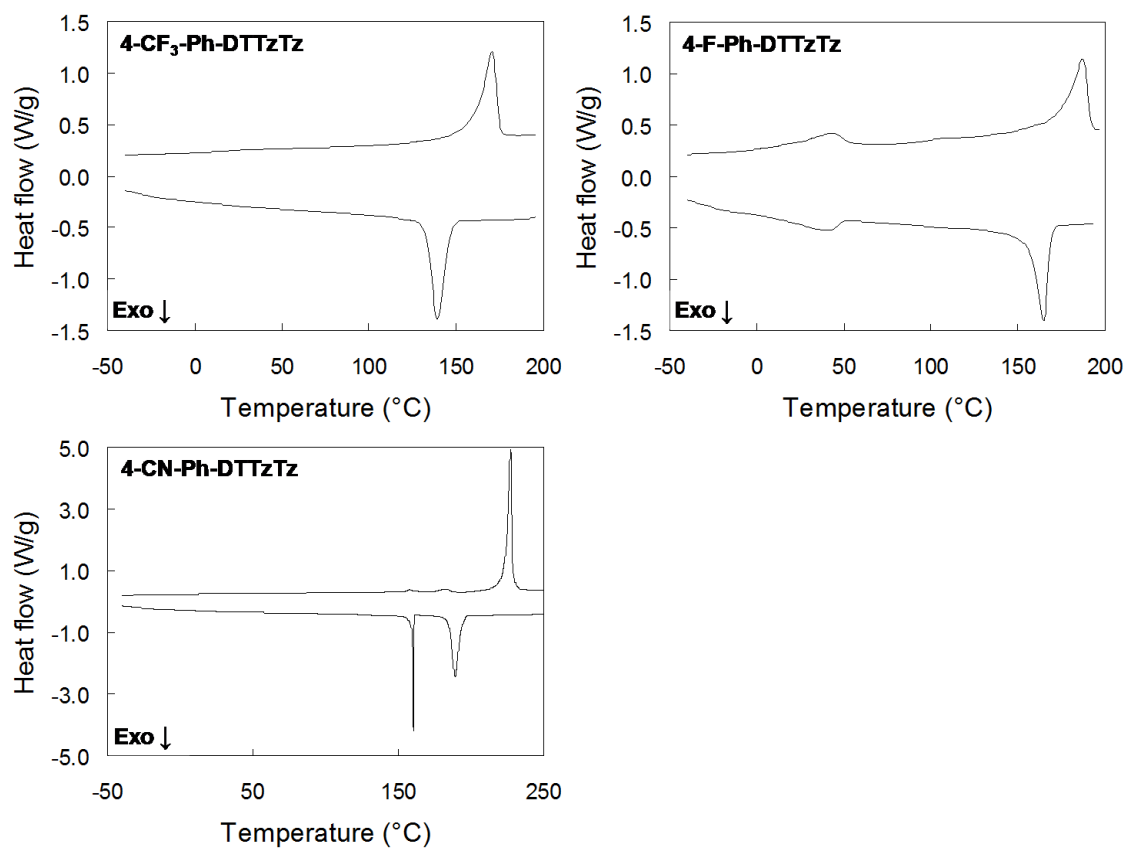 4-CF₃-Ph-DTTzTz
Heat flow (W/g)
1.5
1.0
0.5
0.0
-0.5
-1.0
-1.5
Exo ↓
-50 0 50 100 150 200
Temperature (°C)
4-F-Ph-DTTzTz
Heat flow (W/g)
1.5
1.0
0.5
0.0
-0.5
-1.0
-1.5
Exo ↓
-50 0 50 100 150 200
Temperature (°C)
4-CN-Ph-DTTzTz
Heat flow (W/g)
5.0
3.0
1.0
-1.0
-3.0
-5.0
Exo ↓
-50 50 150 250
Temperature (°C)